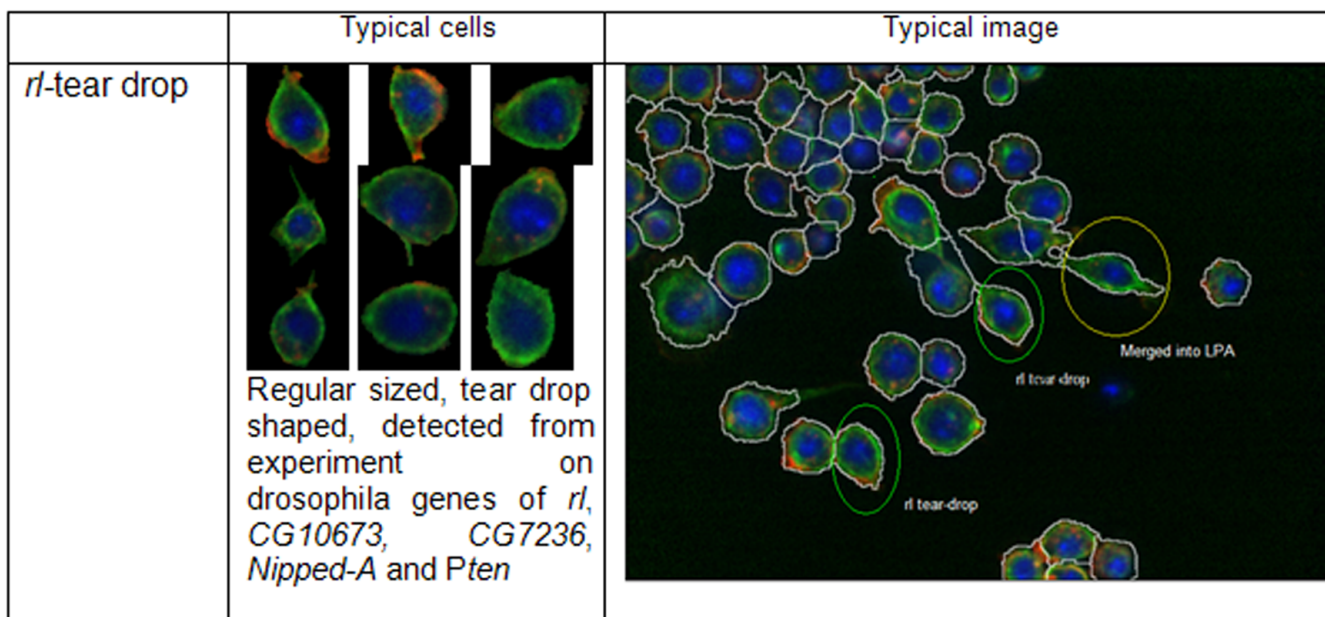 Typical cells
Typical image
rl-tear drop
Regular sized, tear drop
shaped, detected from
experiment on
drosophila genes of rl,
CG10673, CG7236,
Nipped-A and Pten
Merged into LPA
rl tear-drop
rl tear-drop